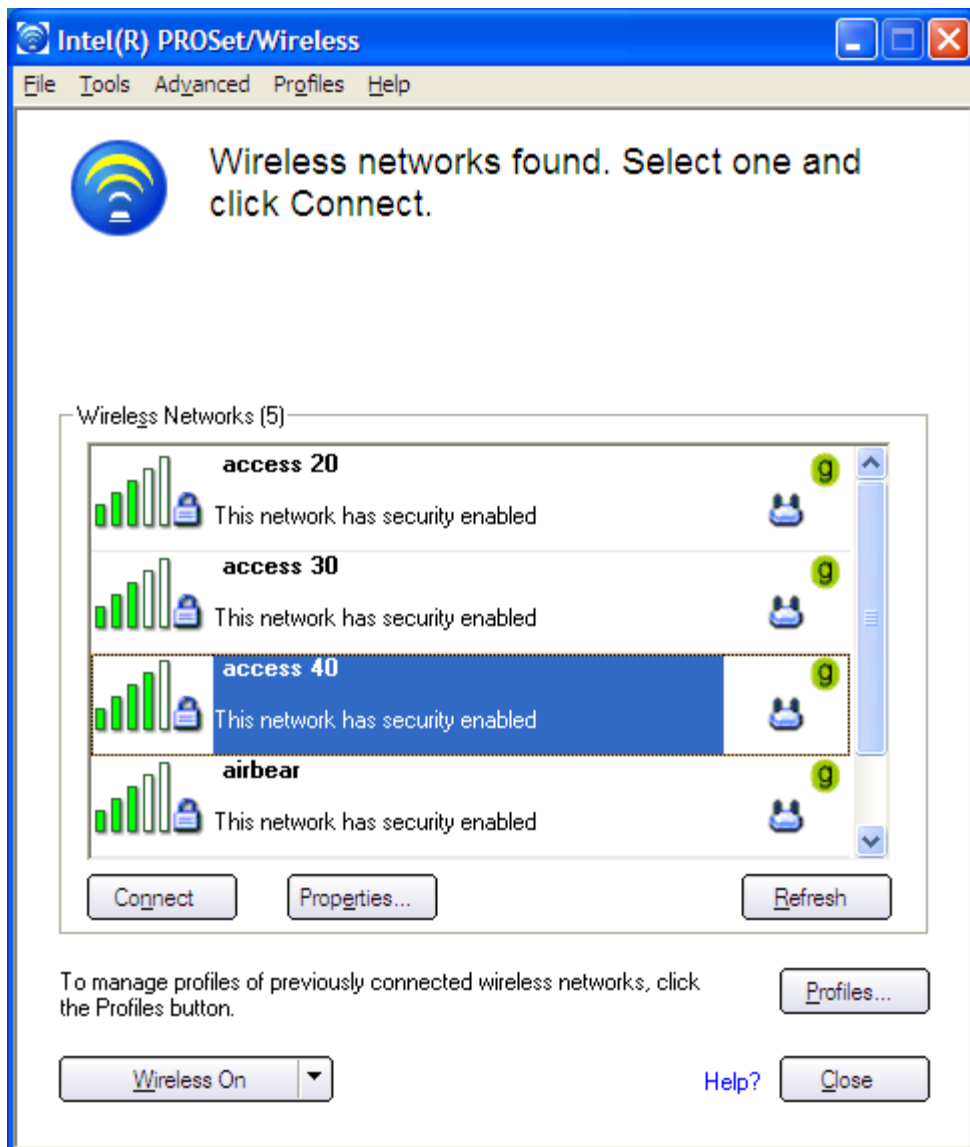 Intel(R) PROSet/Wireless
File Tools Advanced Profiles Help
Wireless networks found. Select one and
click Connect.
Wireless Networks (5)
access 20
g
This network has security enabled
access 30
g
This network has security enabled
access 40
g
This network has security enabled
airbear
g
This network has security enabled
Connect Properties... Refresh
To manage profiles of previously connected wireless networks, click
the Profiles button.
Profiles...
Wireless On Help? Close